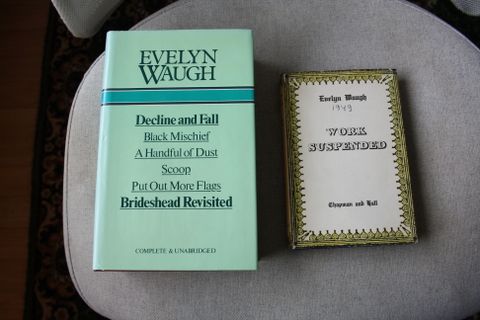 EVELYN
WAUGH
Decline and Fall
Black Mischief
A Handful of Dust
Scoop
Put Out More Flags
Brideshead Revisited
COMPLETE & UNABRIDGED
Evelyn Waugh
1949
WORK
SUSPENDED
Chapman and Hall